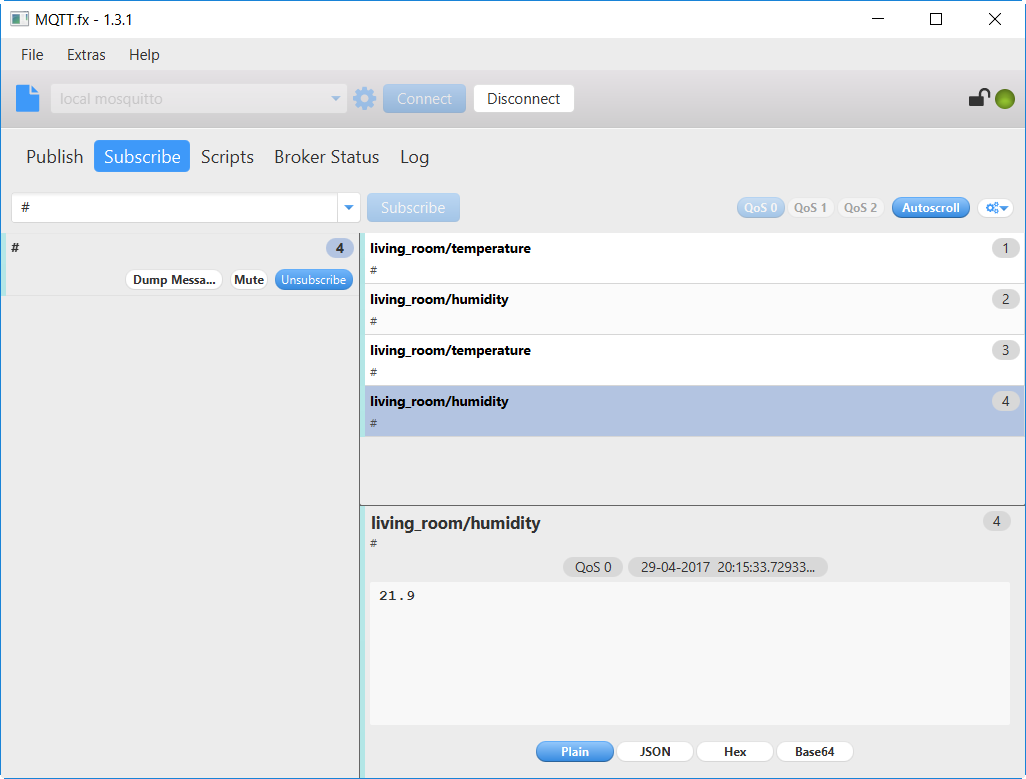 MQTT.fx - 1.3.1
File Extras Help
local mosquitto Connect Disconnect
Publish Subscribe Scripts Broker Status Log
# Subscribe QoS 0 QoS 1 QoS 2 Autoscroll
# 4
Dump Messa... Mute Unsubscribe
living_room/temperature 1
#
living_room/humidity 2
#
living_room/temperature 3
#
living_room/humidity 4
#
living_room/humidity 4
#
QoS 0 29-04-2017 20:15:33.72933...
21.9
Plain JSON Hex Base64